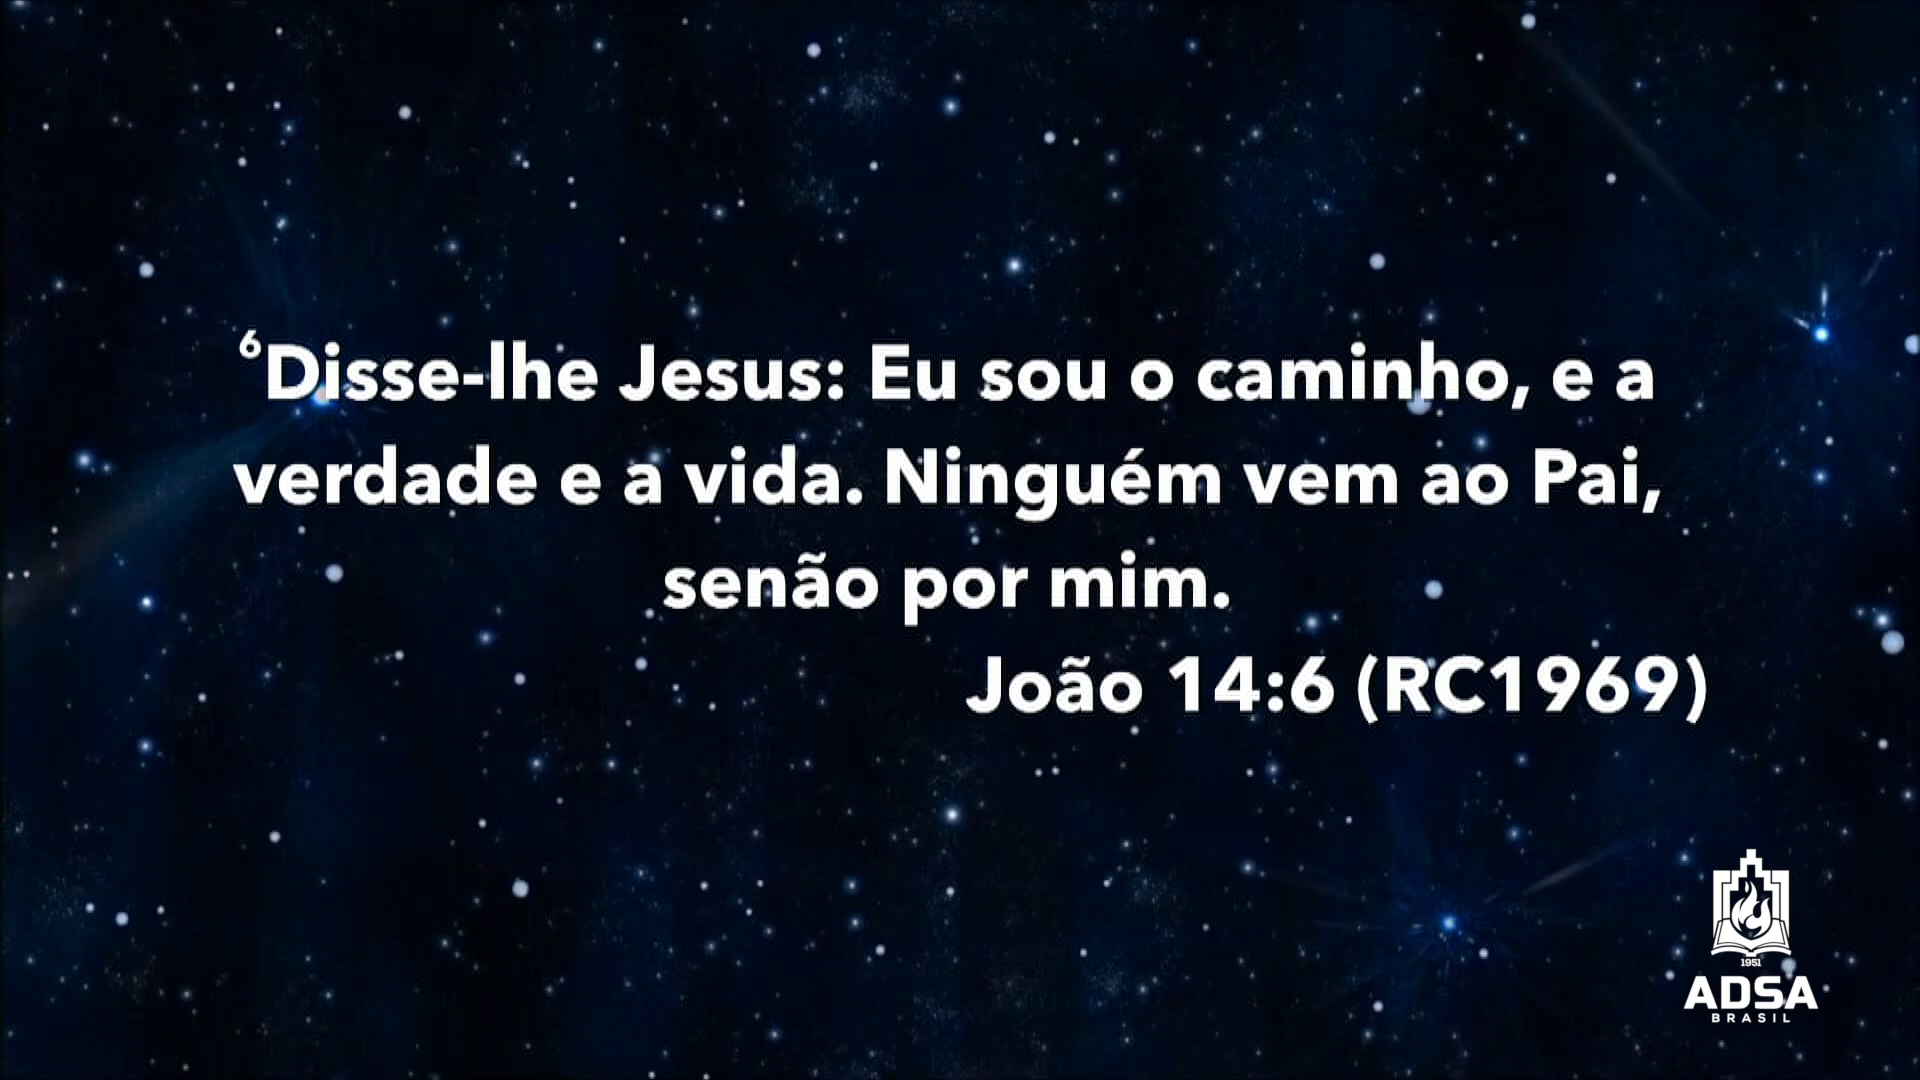 ⁶Disse-lhe Jesus: Eu sou o caminho, e a
verdade e a vida. Ninguém vem ao Pai,
senão por mim.
João 14:6 (RC1969)
1951
ADSA
BRASIL